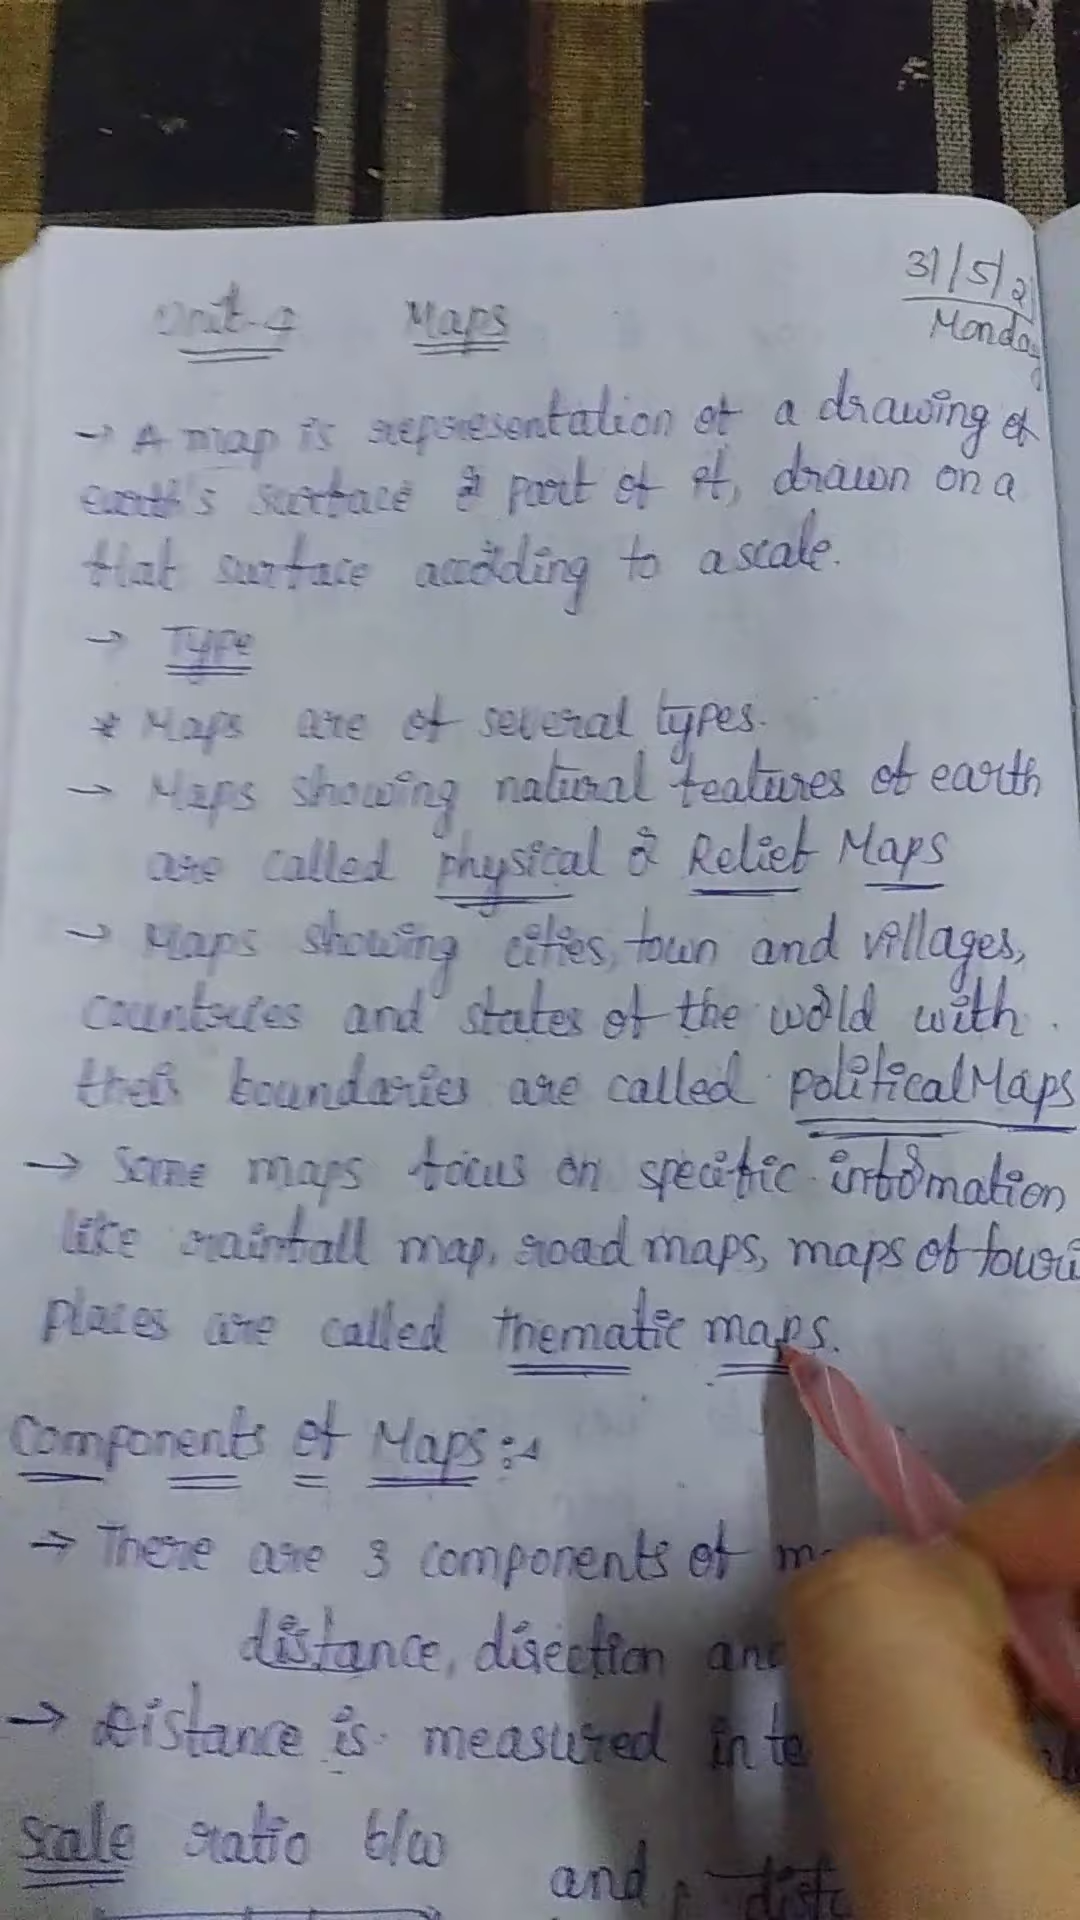 31/5/2
Monday
Unit-4 Maps
→ A map is representation of a drawing of
earth's surface or part of it, drawn on a
flat surface according to a scale.
→ Type
* Maps are of several types.
→ Maps showing natural features of earth
are called physical or Relief Maps
→ Maps showing cities, town and villages,
countries and states of the world with
their boundaries are called political Maps
→ Some maps focus on specific information
like rainfall map, road maps, maps of
places are called thematic maps.
Components of Maps :-
→ There are 3 components of
distance, direction and
→ Distance is measured in
scale ratio b/w
and